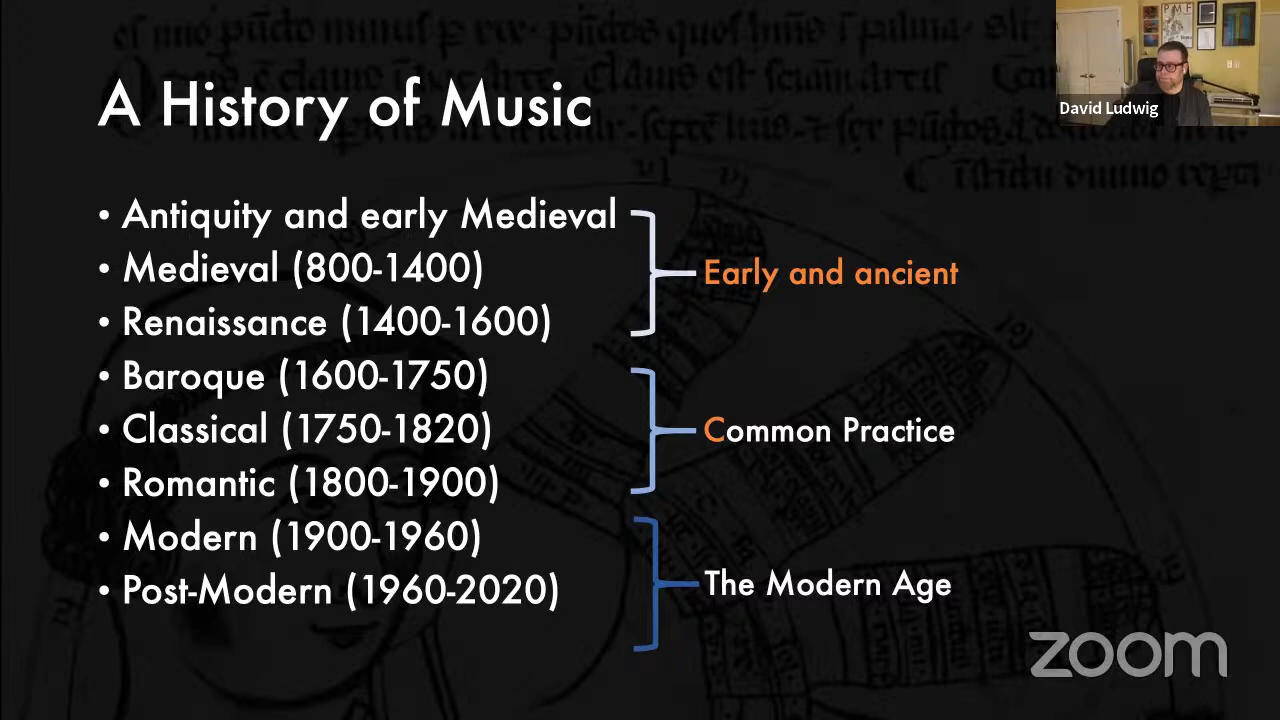 A History of Music
David Ludwig
• Antiquity and early Medieval
• Medieval (800-1400)
• Renaissance (1400-1600)
• Baroque (1600-1750)
• Classical (1750-1820)
• Romantic (1800-1900)
• Modern (1900-1960)
• Post-Modern (1960-2020)
Early and ancient
Common Practice
The Modern Age
zoom
PMF